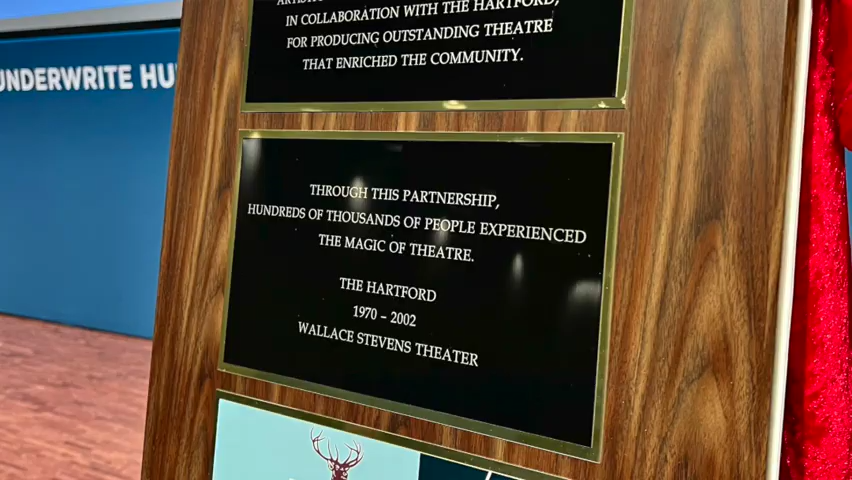 UNDERWRITE HU
IN COLLABORATION WITH THE HARTFORD,
FOR PRODUCING OUTSTANDING THEATRE
THAT ENRICHED THE COMMUNITY.
THROUGH THIS PARTNERSHIP,
HUNDREDS OF THOUSANDS OF PEOPLE EXPERIENCED
THE MAGIC OF THEATRE.
THE HARTFORD
1970 – 2002
WALLACE STEVENS THEATER